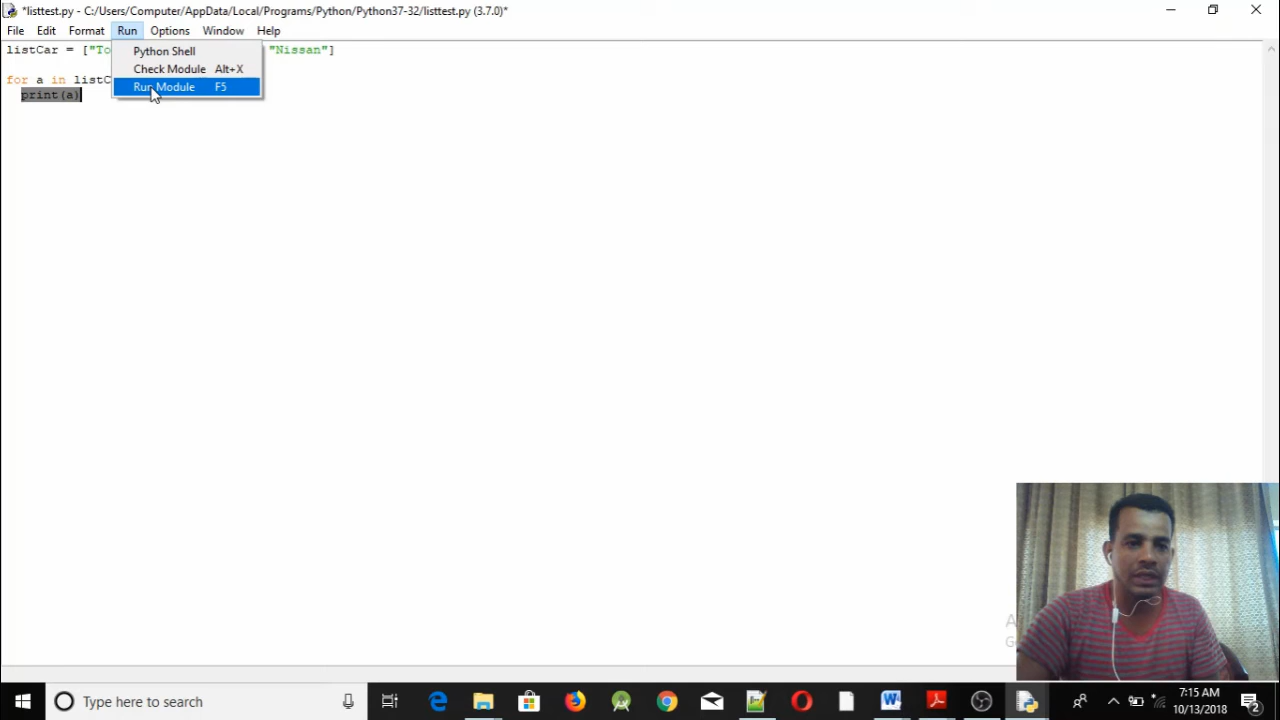 *listtest.py - C:/Users/Computer/AppData/Local/Programs/Python/Python37-32/listtest.py (3.7.0)*
File Edit Format Run Options Window Help
listCar = ["To "Nissan"]
Python Shell
Check Module Alt+X
for a in listC
Run Module F5
print(a)
Type here to search
7:15 AM
10/13/2018
2